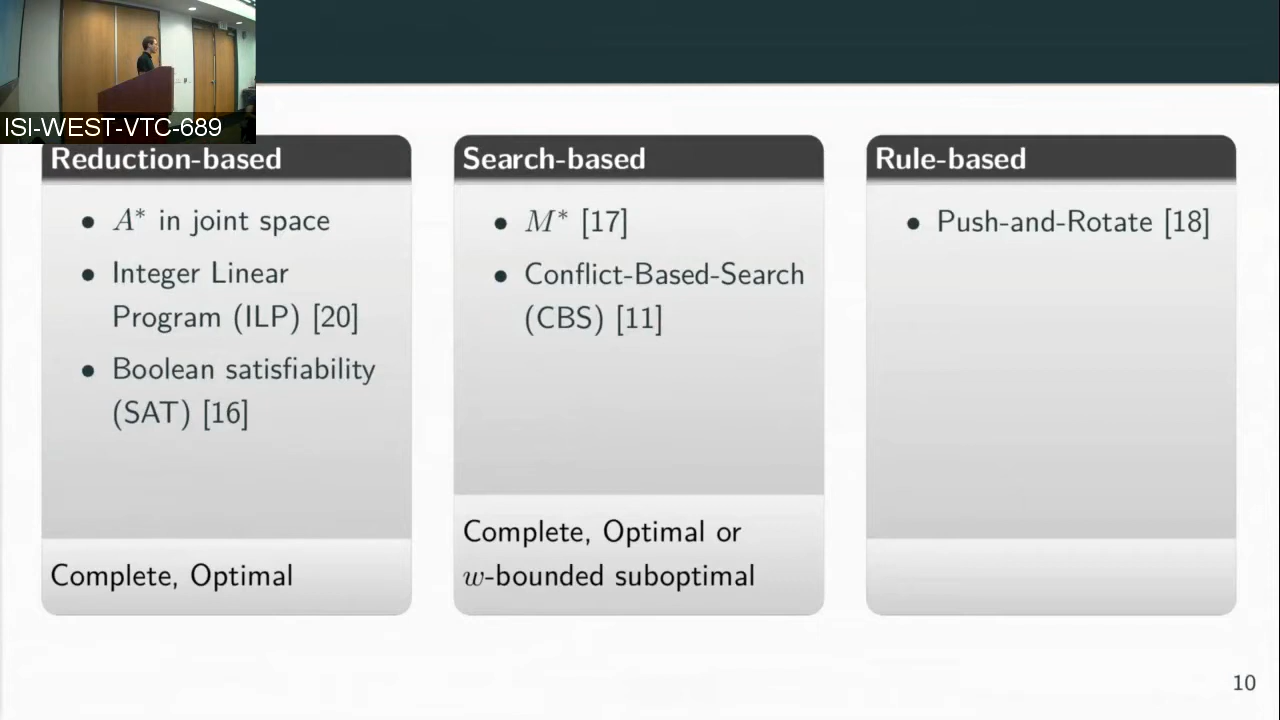 ISI-WEST-VTC-689
Reduction-based
• A* in joint space
• Integer Linear
Program (ILP) [20]
• Boolean satisfiability
(SAT) [16]
Complete, Optimal
Search-based
• M* [17]
• Conflict-Based-Search
(CBS) [11]
Complete, Optimal or
w-bounded suboptimal
Rule-based
• Push-and-Rotate [18]
10